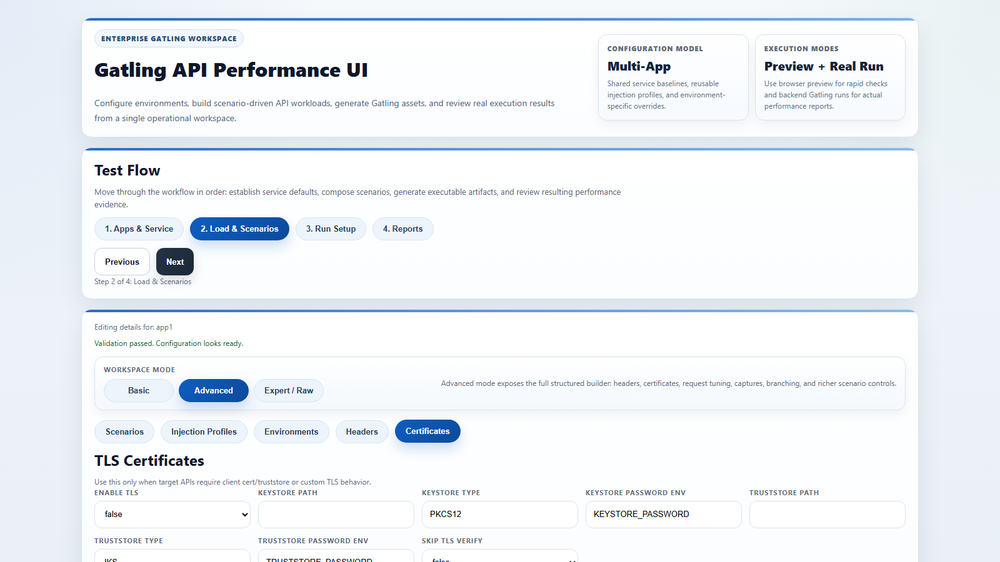 ENTERPRISE GATLING WORKSPACE
Gatling API Performance UI
Configure environments, build scenario-driven API workloads, generate Gatling assets, and review real execution results
from a single operational workspace.
CONFIGURATION MODEL
Multi-App
Shared service baselines, reusable
injection profiles, and environment-
specific overrides.
EXECUTION MODES
Preview + Real Run
Use browser preview for rapid checks
and backend Gatling runs for actual
performance reports.
Test Flow
Move through the workflow in order: establish service defaults, compose scenarios, generate executable artifacts, and review resulting performance
evidence.
1. Apps & Service
2. Load & Scenarios
3. Run Setup
4. Reports
Previous
Next
Step 2 of 4: Load & Scenarios
Editing details for: app1
Validation passed. Configuration looks ready.
WORKSPACE MODE
Basic
Advanced
Expert / Raw
Advanced mode exposes the full structured builder: headers, certificates, request tuning, captures, branching, and richer scenario controls.
Scenarios
Injection Profiles
Environments
Headers
Certificates
TLS Certificates
Use this only when target APIs require client cert/truststore or custom TLS behavior.
ENABLE TLS
false
KEYSTORE PATH
KEYSTORE TYPE
PKCS12
KEYSTORE PASSWORD ENV
KEYSTORE_PASSWORD
TRUSTSTORE PATH
TRUSTSTORE TYPE
JKS
TRUSTSTORE PASSWORD ENV
TRUSTSTORE_PASSWORD
SKIP TLS VERIFY
false